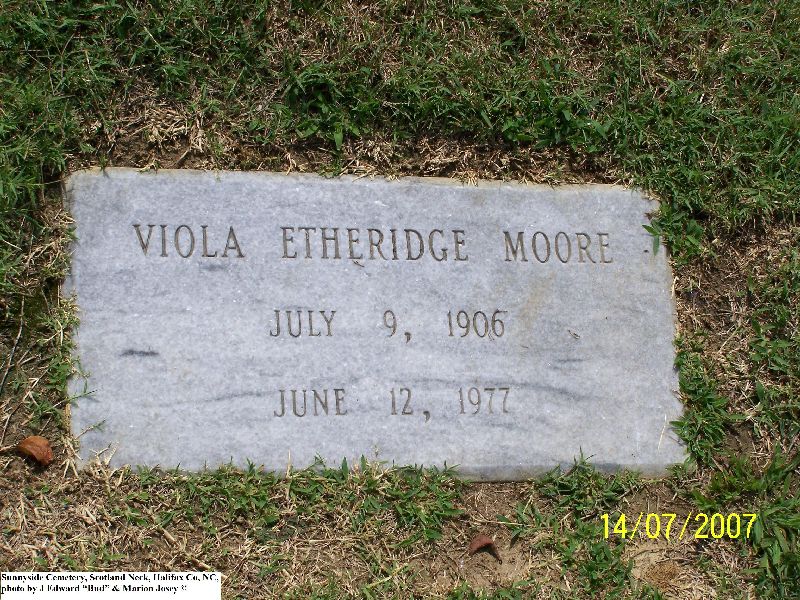 VIOLA ETHERIDGE MOORE
JULY 9, 1906
JUNE 12, 1977
14/07/2007
Sunnyside Cemetery, Scotland Neck, Halifax Co, NC,
photo by J Edward "Bud" & Marion Josey ©